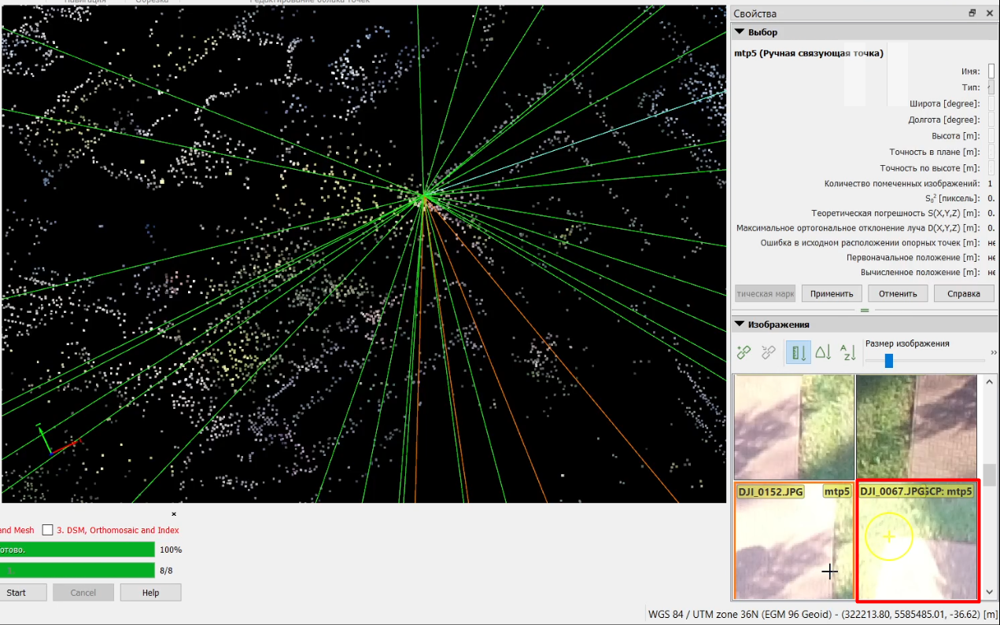 Навигация
Обрезка
Редактирование облака точек
Свойства
Выбор
mtp5 (Ручная связующая точка)
Имя:
Тип:
Широта [degree]:
Долгота [degree]:
Высота [m]:
Точность в плане [m]:
Точность по высоте [m]:
Количество помеченных изображений: 1
S₀² [пиксель]: 0.
Теоретическая погрешность S(X,Y,Z) [m]: 0.
Максимальное ортогональное отклонение луча D(X,Y,Z) [m]: 0.
Ошибка в исходном расположении опорных точек [m]: не
Первоначальное положение [m]: не
Вычисленное положение [m]: не
тическая марк Применить Отменить Справка
Изображения
Размер изображения
A
Z
DJI_0152.JPG mtp5 DJI_0067.JPG GCP: mtp5
and Mesh 3. DSM, Orthomosaic and Index
отово. 100%
8/8
Start Cancel Help
WGS 84 / UTM zone 36N (EGM 96 Geoid) - (322213.80, 5585485.01, -36.62) [m]